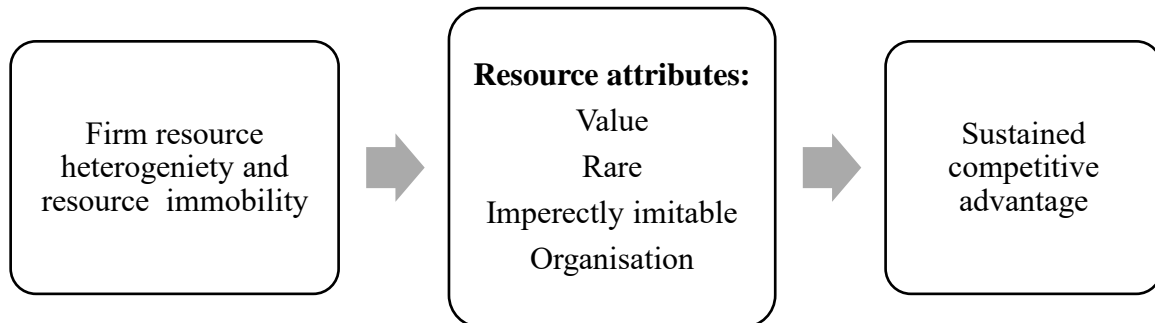 Firm resource
heterogeniety and
resource immobility
Resource attributes:
Value
Rare
Imperectly imitable
Organisation
Sustained
competitive
advantage